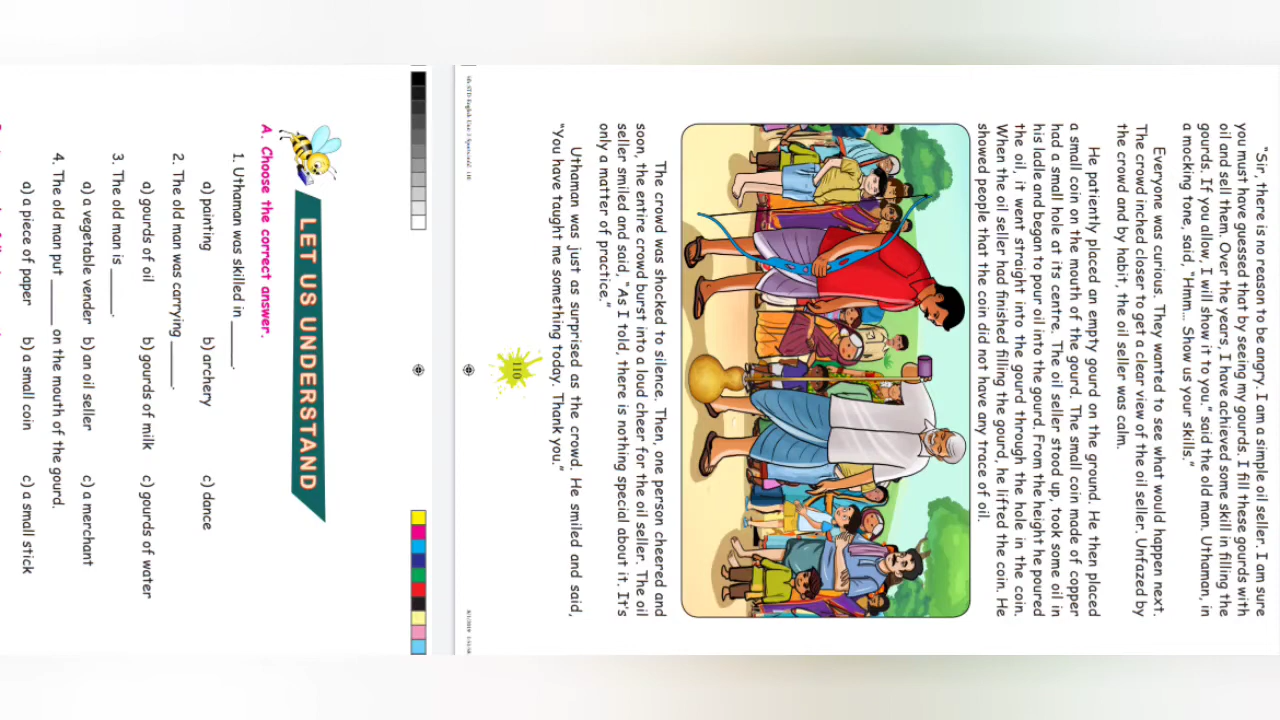 "Sir, there is no reason to be angry. I am a simple oil seller. I am sure
you must have guessed that by seeing my gourds. I fill these gourds with
oil and sell them. Over the years, I have achieved some skill in filling the
gourds. If you allow, I will show it to you." said the old man. Uthaman, in
a mocking tone, said, "Hmm... Show us your skills."
Everyone was curious. They wanted to see what would happen next.
The crowd inched closer to get a clear view of the oil seller. Unfazed by
the crowd and by habit, the oil seller was calm.
He patiently placed an empty gourd on the ground. He then placed
a small coin on the mouth of the gourd. The small coin made of copper
had a small hole at its centre. The oil seller stood up, took some oil in
his ladle and began to pour oil into the gourd. From the height he poured
the oil, it went straight into the gourd through the hole in the coin.
When the oil seller had finished filling the gourd, he lifted the coin. He
showed people that the coin did not have any trace of oil.
The crowd was shocked to silence. Then, one person cheered and
soon, the entire crowd burst into a loud cheer for the oil seller. The oil
seller smiled and said, "As I told, there is nothing special about it. It's
only a matter of practice."
Uthaman was just as surprised as the crowd. He smiled and said,
"You have taught me something today. Thank you."
110
LET US UNDERSTAND
A. Choose the correct answer.
1. Uthaman was skilled in ______.
a) painting b) archery c) dance
2. The old man was carrying ______.
a) gourds of oil b) gourds of milk c) gourds of water
3. The old man is ______.
a) a vegetable vender b) an oil seller c) a merchant
4. The old man put ______ on the mouth of the gourd.
a) a piece of paper b) a small coin c) a small stick